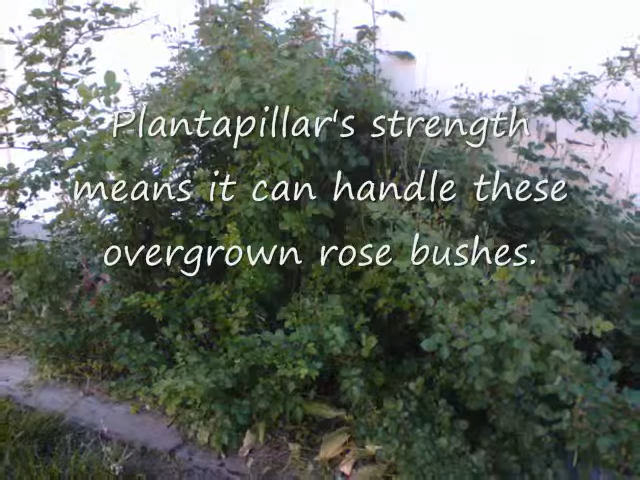 Plantapillar's strength
means it can handle these
overgrown rose bushes.